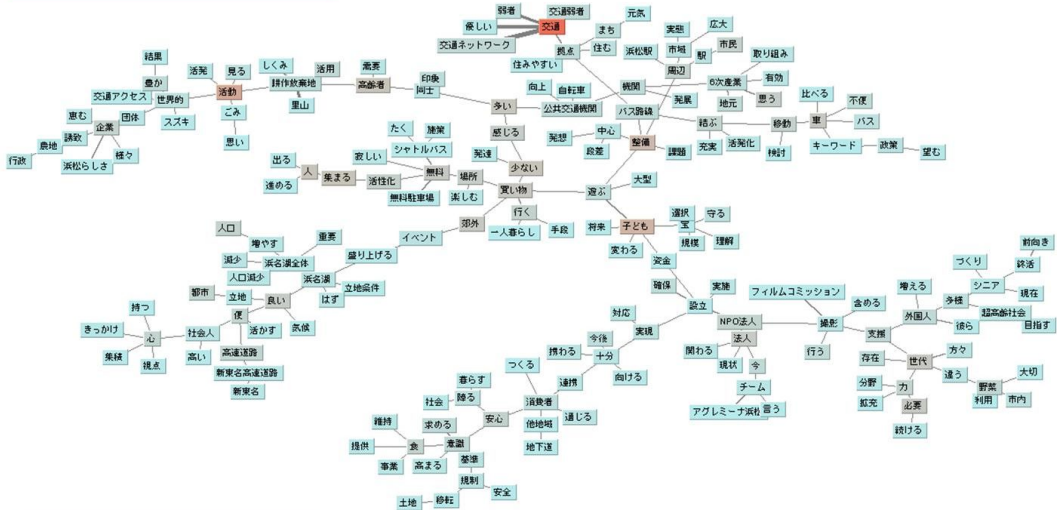 弱者
交通弱者
優しい
交通
交通ネットワーク
元気
まち
拠点
住む
住みやすい
実態
広大
市域
浜松駅
駅
市民
周辺
取り組み
6次産業
有効
思う
地元
機関
発展
バス路線
比べる
不便
車
バス
移動
結ぶ
充実
活発化
検討
キーワード
政策
望む
発想
中心
段差
整備
課題
結果
豊か
交通アクセス
世界的
スズキ
恵む
団体
企業
誘致
農地
行政
浜松らしさ
様々
活発
見る
活動
ごみ
思い
しくみ
活用
耕作放棄地
里山
需要
高齢者
印象
同士
多い
向上
自転車
公共交通機関
感じる
発達
少ない
たく
施策
シャトルバス
寂しい
無料
場所
楽しむ
無料駐車場
活性化
集まる
人
出る
進める
買い物
行く
一人暮らし
手段
郊外
イベント
盛り上げる
遊ぶ
大型
子ども
将来
変わる
選択
宝
守る
規模
理解
資金
人口
増やす
重要
減少
浜名湖全体
人口減少
浜名湖
立地条件
はず
都市
立地
良い
気候
便
活かす
社会人
高い
高速道路
新東名高速道路
新東名
持つ
きっかけ
心
集積
視点
確保
実施
設立
対応
実現
今後
携わる
十分
向ける
連携
つくる
消費者
通じる
他地域
地下道
暮らす
社会
障る
安心
求める
意識
高まる
基準
規制
安全
移転
土地
維持
提供
食
事業
NPO法人
法人
関わる
現状
今
チーム
アグレミーナ浜松
言う
フィルムコミッション
含める
撮影
行う
支援
増える
外国人
彼ら
多様
づくり
シニア
前向き
終活
現在
超高齢社会
目指す
存在
世代
方々
違う
野菜
大切
利用
市内
分野
力
拡充
必要
続ける